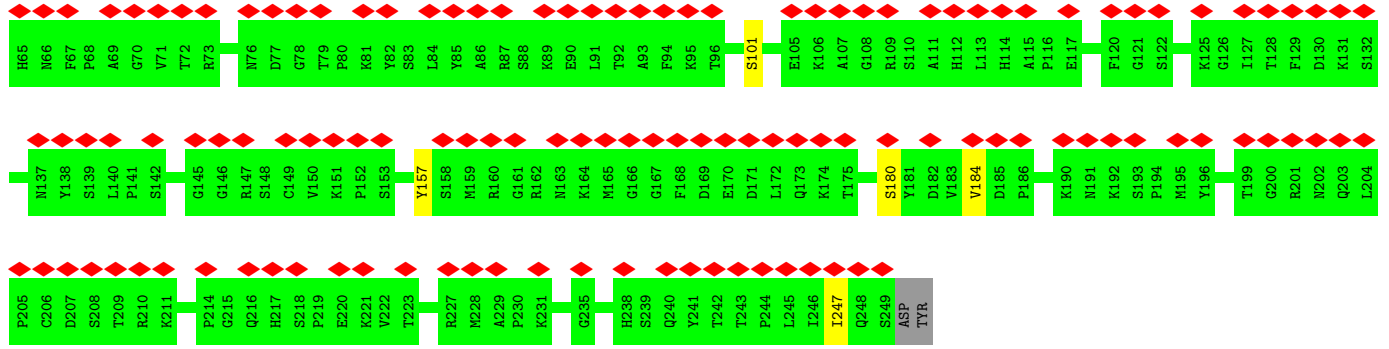 H65 N66 F67 P68 A69 G70 V71 T72 R73 N76 D77 G78 T79 P80 K81 Y82 S83 L84 Y85 A86 R87 S88 K89 E90 L91 T92 A93 F94 K95 T96 S101 E105 K106 A107 G108 R109 S110 A111 H112 L113 H114 A115 P116 E117 F120 G121 S122 K125 G126 I127 T128 F129 D130 K131 S132
N137 Y138 S139 L140 P141 S142 G145 G146 R147 S148 C149 V150 K151 P152 S153 Y157 S158 M159 R160 G161 R162 N163 K164 M165 G166 G167 F168 D169 E170 D171 L172 Q173 K174 T175 S180 Y181 D182 V183 V184 D185 P186 K190 N191 K192 S193 P194 M195 Y196 T199 G200 R201 N202 Q203 L204
P205 C206 D207 S208 T209 R210 K211 P214 G215 Q216 H217 S218 P219 E220 K221 V222 T223 R227 M228 A229 P230 K231 G235 H238 S239 Q240 Y241 T242 T243 P244 L245 I246 I247 Q248 S249 ASP TYR